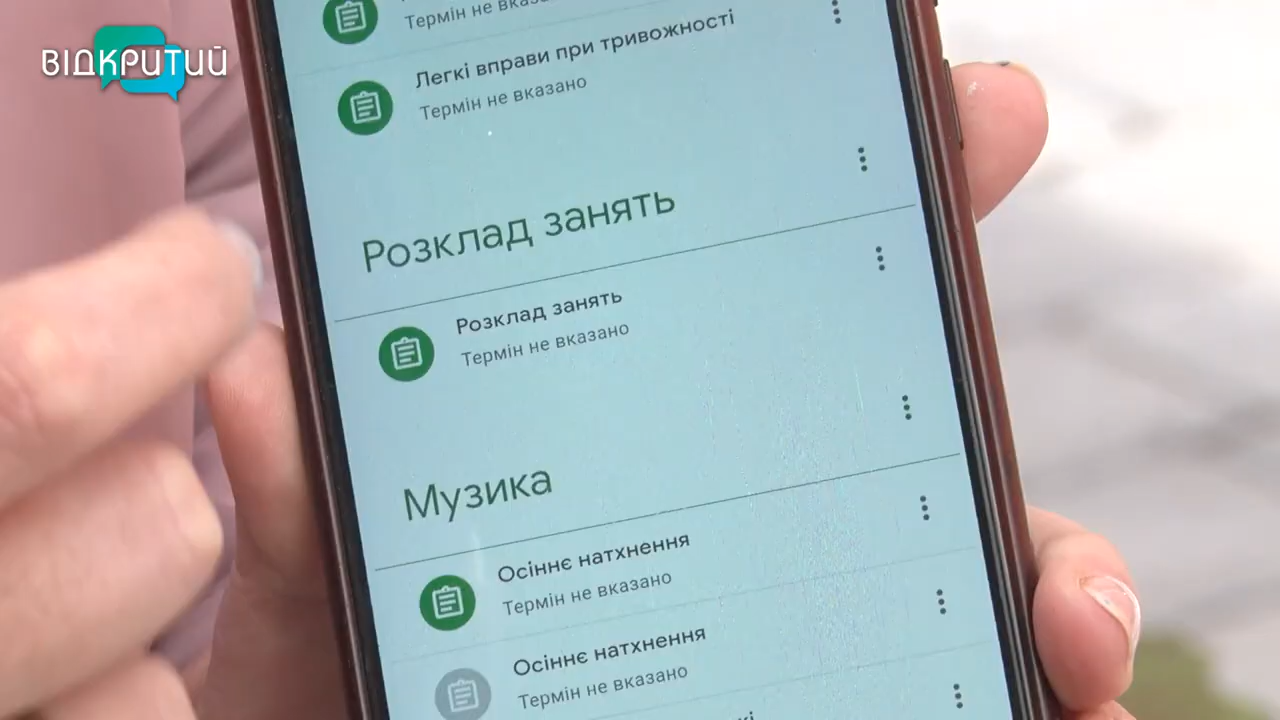 ВІДКРИТИЙ
Термін не
Легкі вправи при тривожності
Термін не вказано
Розклад занять
Розклад занять
Термін не вказано
Музика
Осіннє натхнення
Термін не вказано
Осіннє натхнення
Термін не вказано